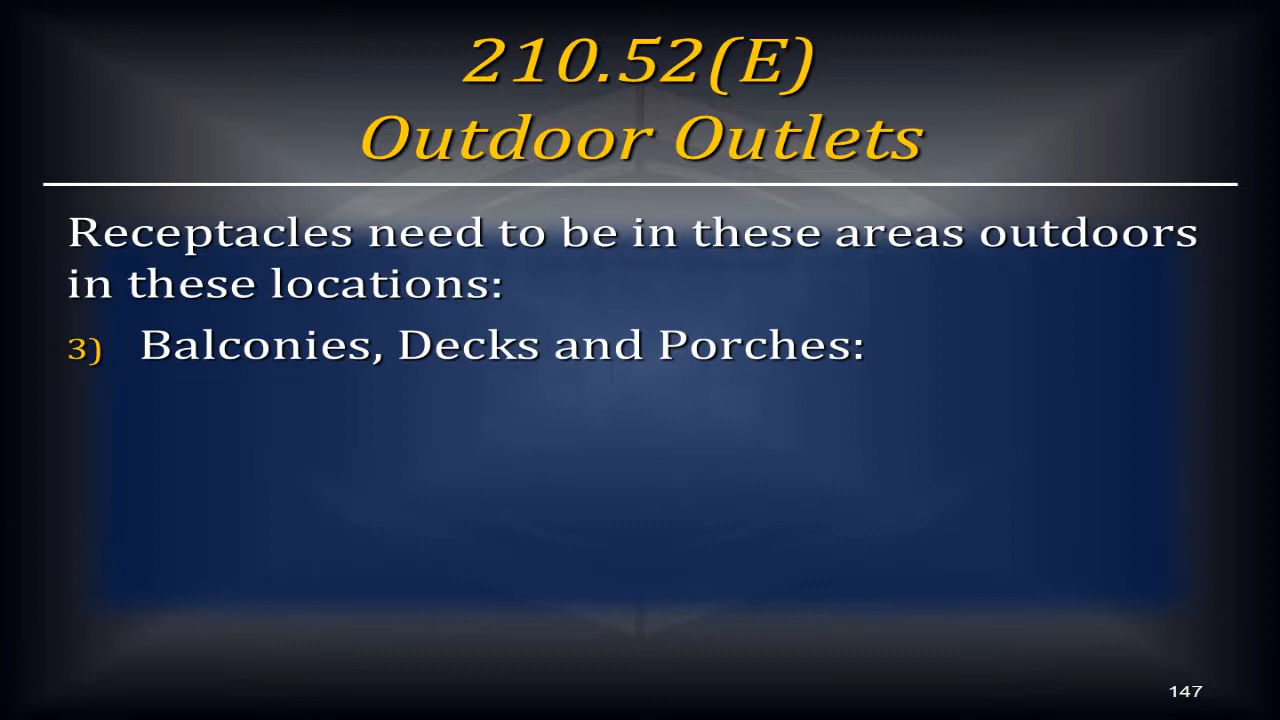 210.52(E)
Outdoor Outlets
Receptacles need to be in these areas outdoors
in these locations:
3) Balconies, Decks and Porches:
147